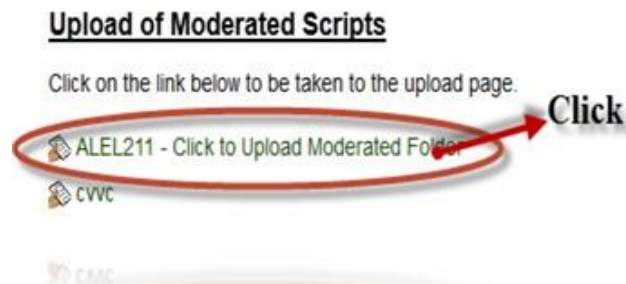 Upload of Moderated Scripts
Click on the link below to be taken to the upload page.
Click
ALEL211 - Click to Upload Moderated Folder
cvvc